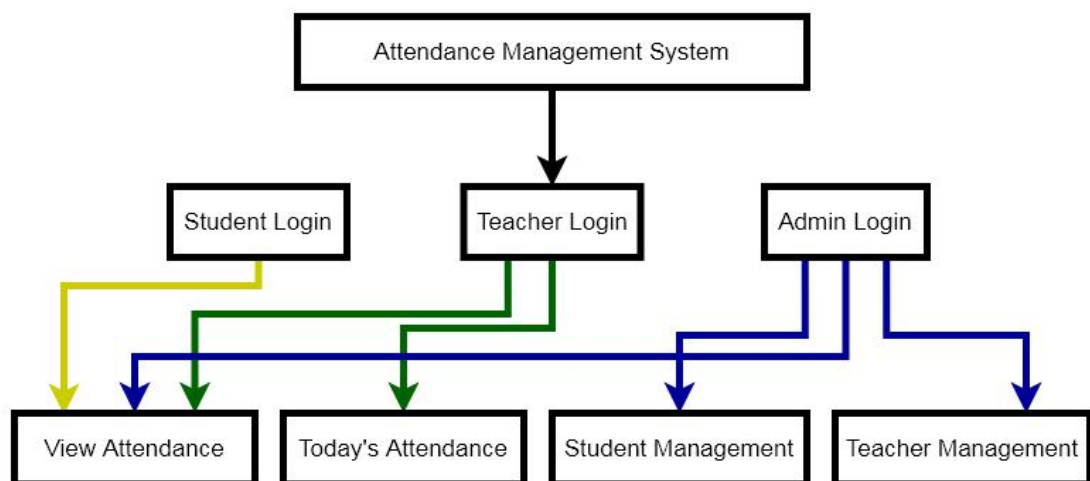 Attendance Management System
Student Login
Teacher Login
Admin Login
View Attendance
Today's Attendance
Student Management
Teacher Management